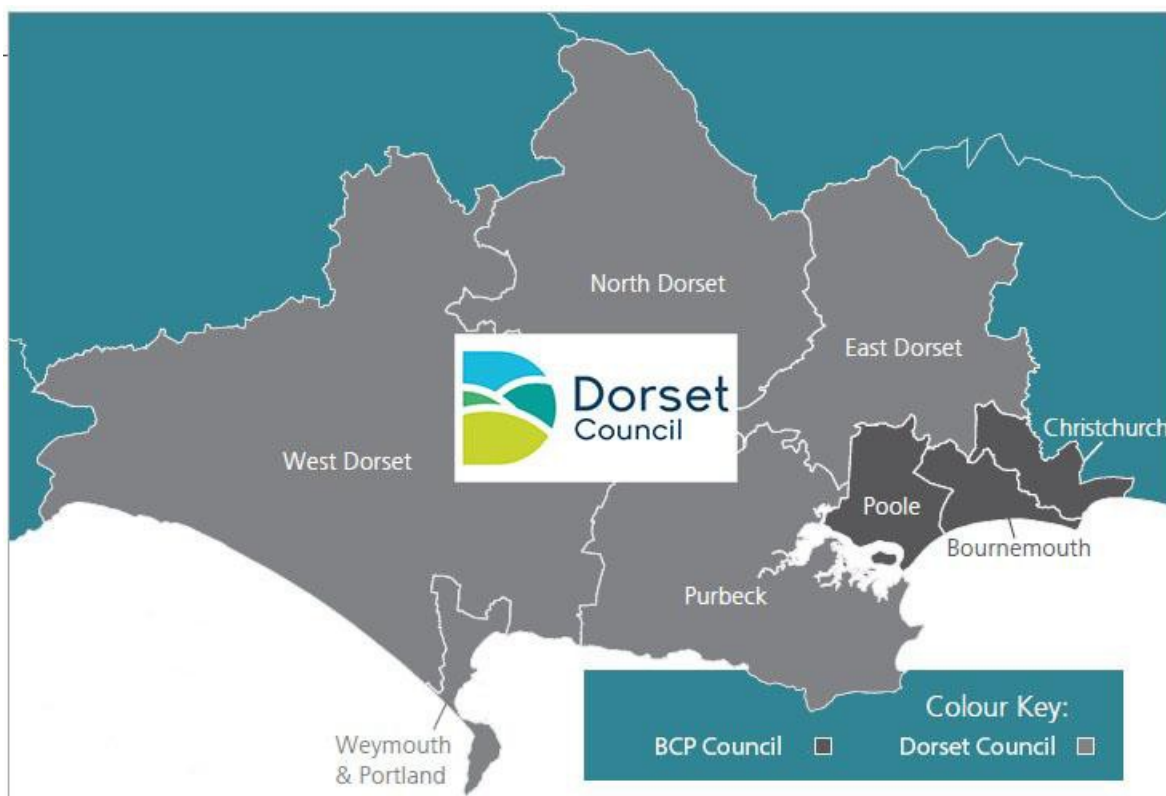 North Dorset
East Dorset
Dorset
Council
Christchurch
West Dorset
Poole
Bournemouth
Purbeck
Weymouth
& Portland
Colour Key:
BCP Council
Dorset Council